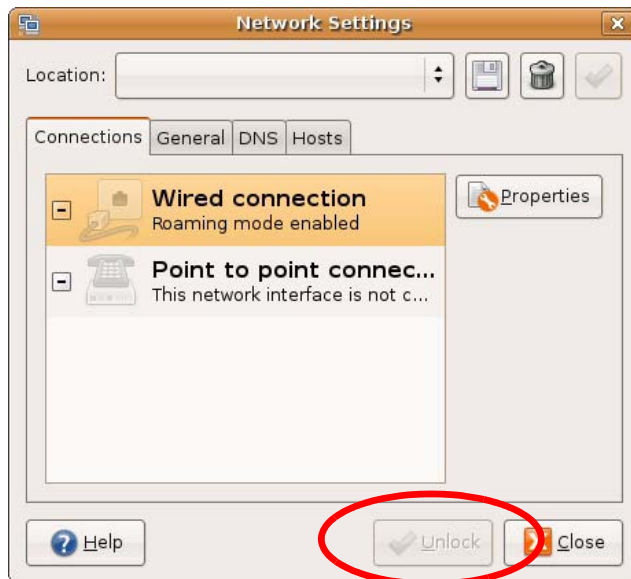 Network Settings
Location:
Connections General DNS Hosts
Wired connection
Roaming mode enabled
Properties
Point to point connec...
This network interface is not c...
Help Unlock Close